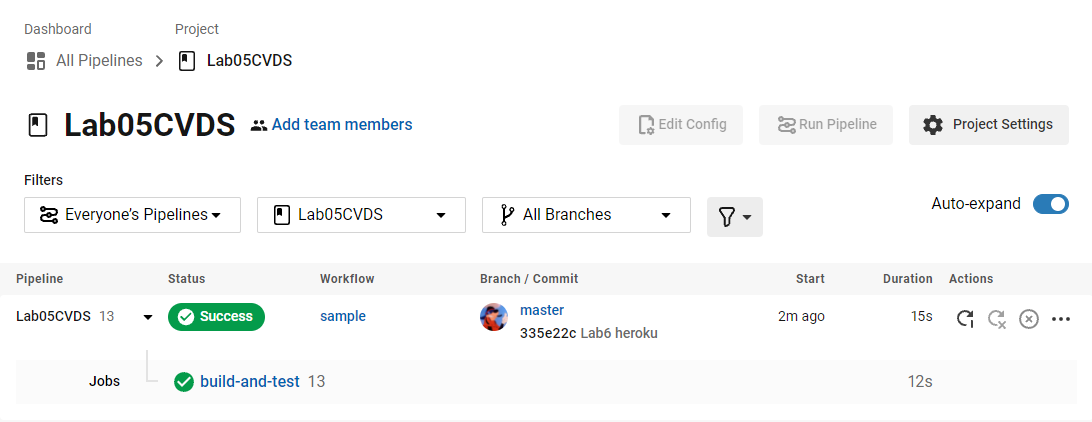 Dashboard Project
All Pipelines Lab05CVDS
Lab05CVDS Add team members Edit Config Run Pipeline Project Settings
Filters
Everyone's Pipelines Lab05CVDS All Branches Auto-expand
Pipeline Status Workflow Branch / Commit Start Duration Actions
Lab05CVDS 13 Success sample master 2m ago 15s
335e22c Lab6 heroku
Jobs build-and-test 13 12s